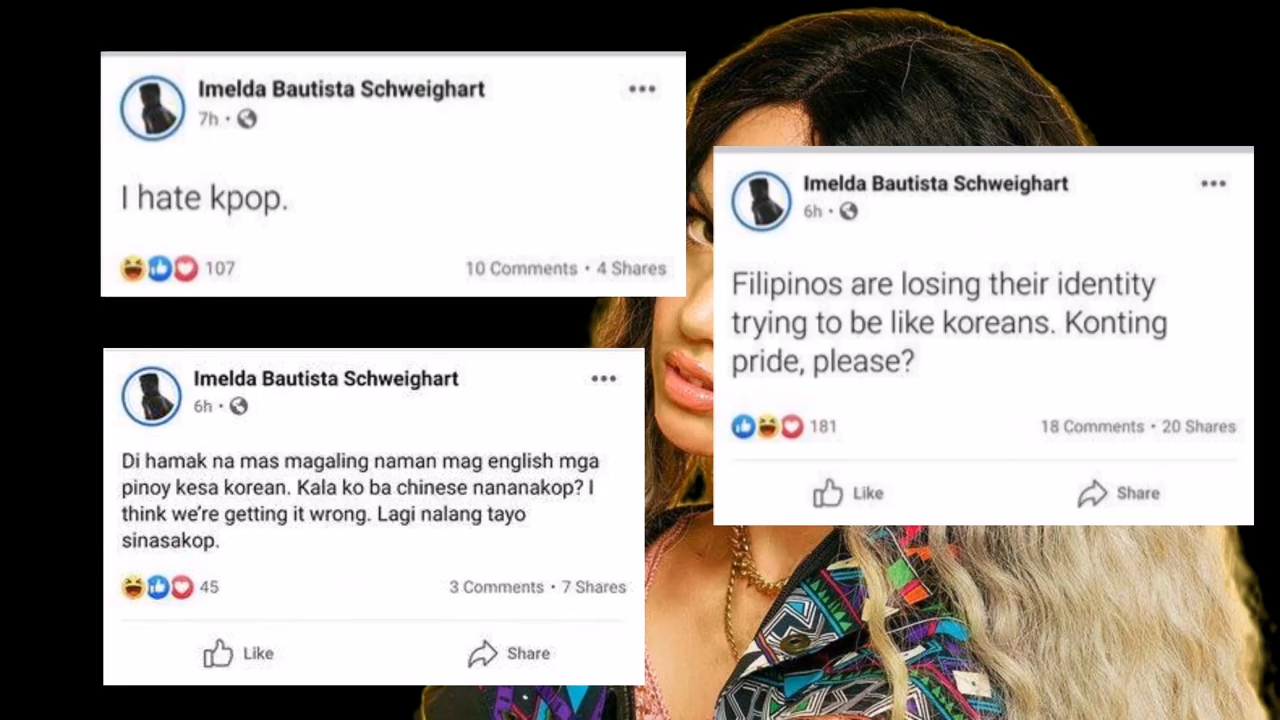 Imelda Bautista Schweighart
7h
I hate kpop.
107
10 Comments • 4 Shares
Imelda Bautista Schweighart
6h
Di hamak na mas magaling naman mag english mga
pinoy kesa korean. Kala ko ba chinese nananakop? I
think we’re getting it wrong. Lagi nalang tayo
sinasakop.
45
3 Comments • 7 Shares
Like
Share
Imelda Bautista Schweighart
6h
Filipinos are losing their identity
trying to be like koreans. Konting
pride, please?
181
18 Comments • 20 Shares
Like
Share